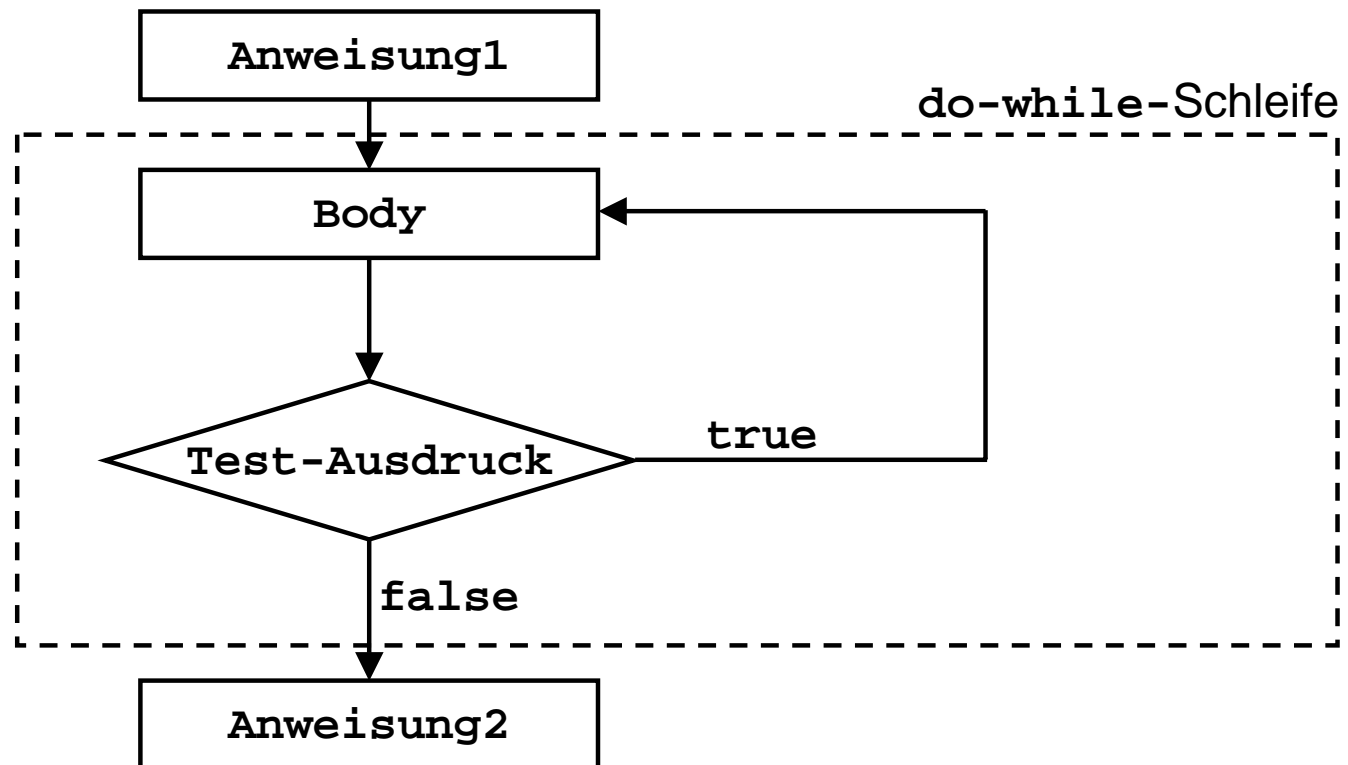 Anweisung1
do-while-Schleife
Body
true
Test-Ausdruck
false
Anweisung2